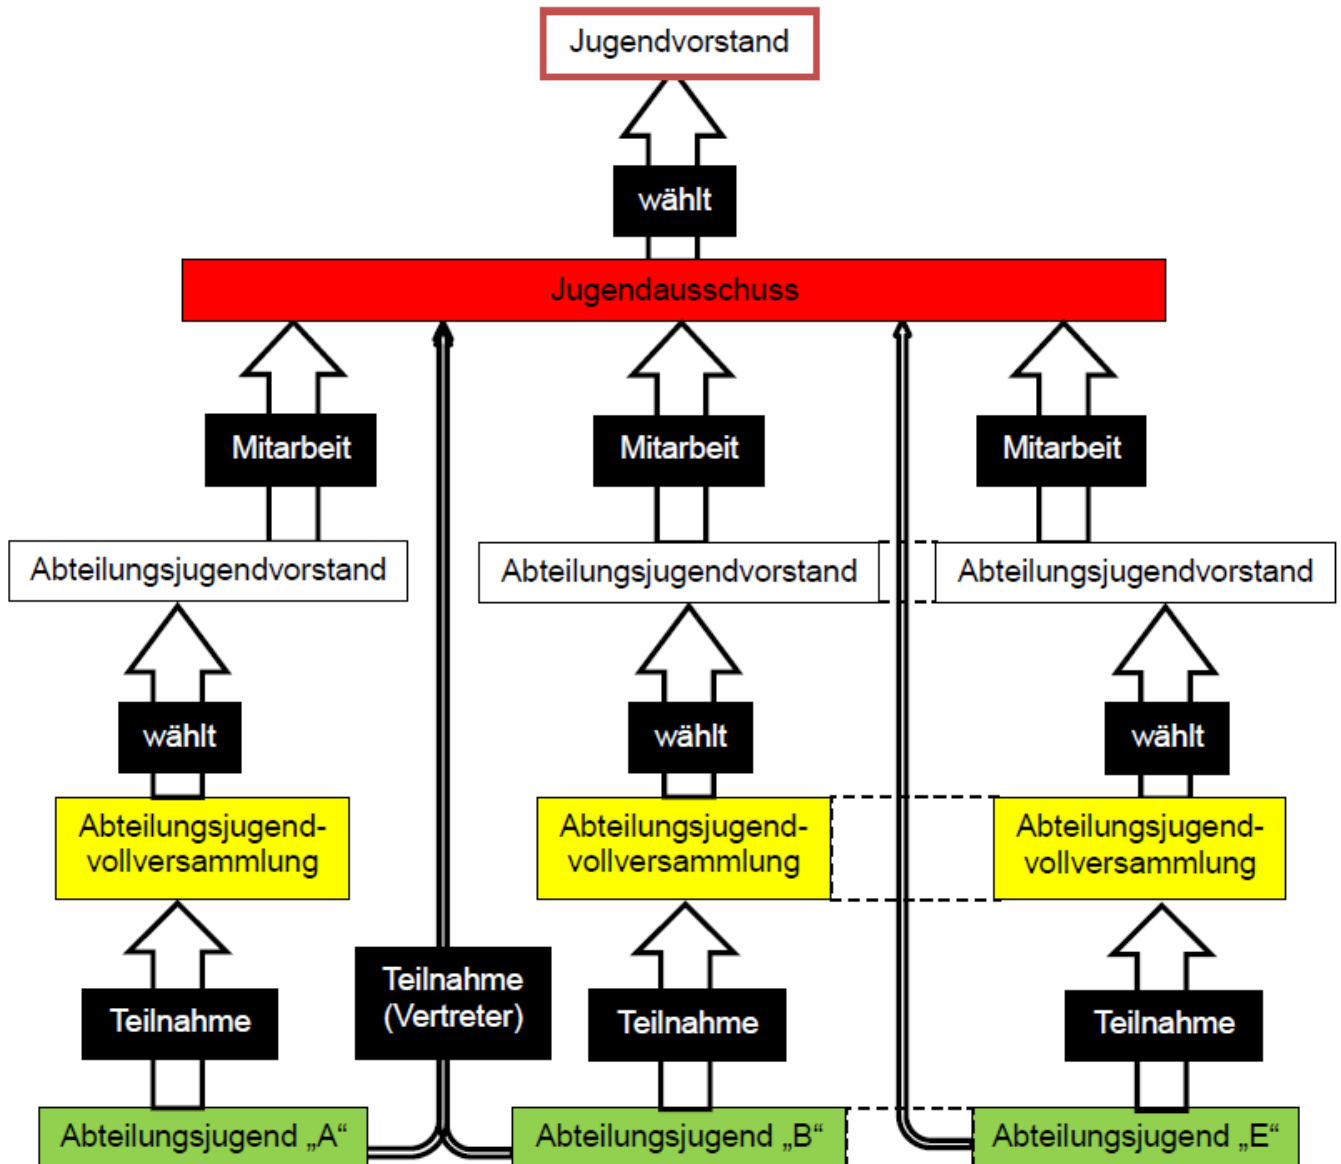 Jugendvorstand
wählt
Jugendausschuss
Mitarbeit
Mitarbeit
Mitarbeit
Abteilungsjugendvorstand
Abteilungsjugendvorstand
Abteilungsjugendvorstand
wählt
wählt
wählt
Abteilungsjugend-
vollversammlung
Abteilungsjugend-
vollversammlung
Abteilungsjugend-
vollversammlung
Teilnahme
Teilnahme
(Vertreter)
Teilnahme
Teilnahme
Abteilungsjugend „A“
Abteilungsjugend „B“
Abteilungsjugend „E“